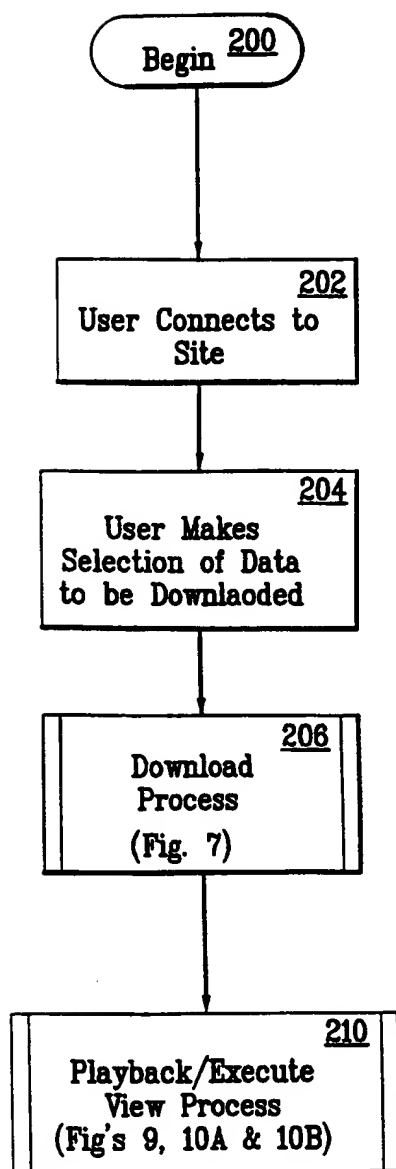 Begin 200
202
User Connects to
Site
204
User Makes
Selection of Data
to be Downlaoded
206
Download
Process
(Fig. 7)
210
Playback/Execute
View Process
(Fig's 9, 10A & 10B)